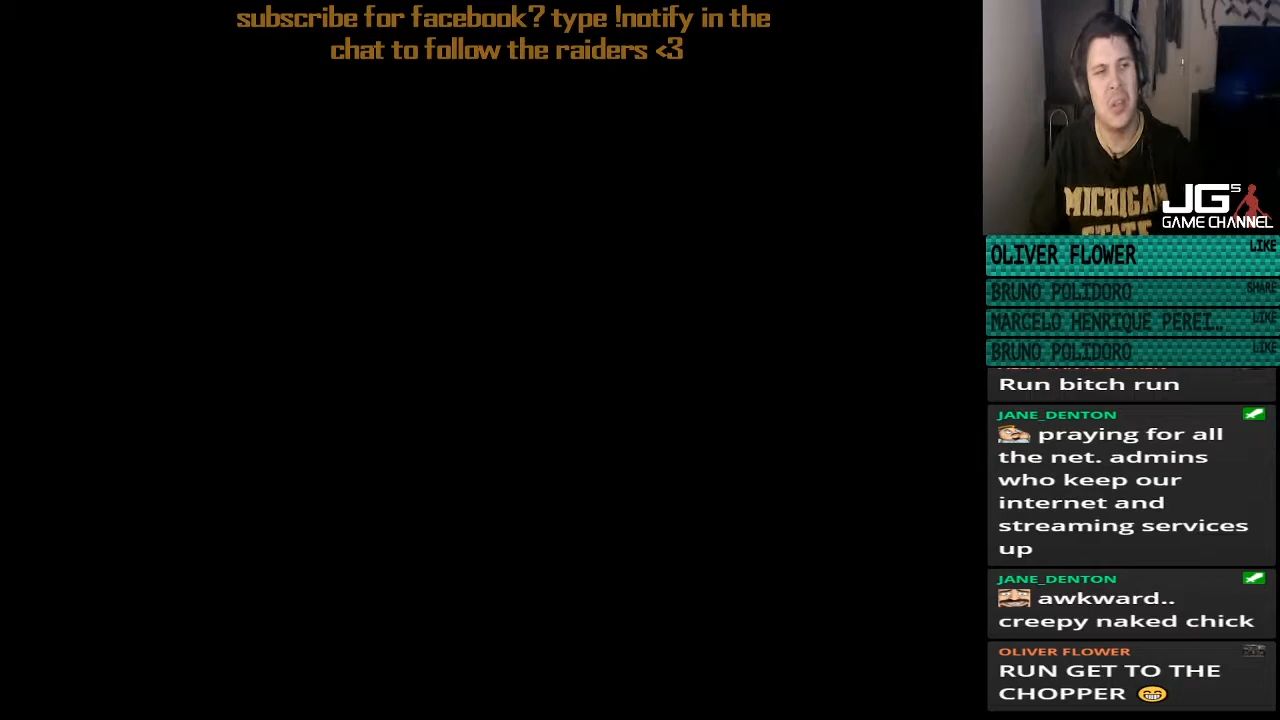 subscribe for facebook? type !notify in the
chat to follow the raiders <3
MICHIGAN
STATE
JG5
GAME CHANNEL
OLIVER FLOWER LIKE
BRUNO POLIDORO SHARE
MARCELO HENRIQUE PEREI.. LIKE
BRUNO POLIDORO LIKE
Run bitch run
JANE_DENTON
praying for all
the net. admins
who keep our
internet and
streaming services
up
JANE_DENTON
awkward..
creepy naked chick
OLIVER FLOWER
RUN GET TO THE
CHOPPER 😁